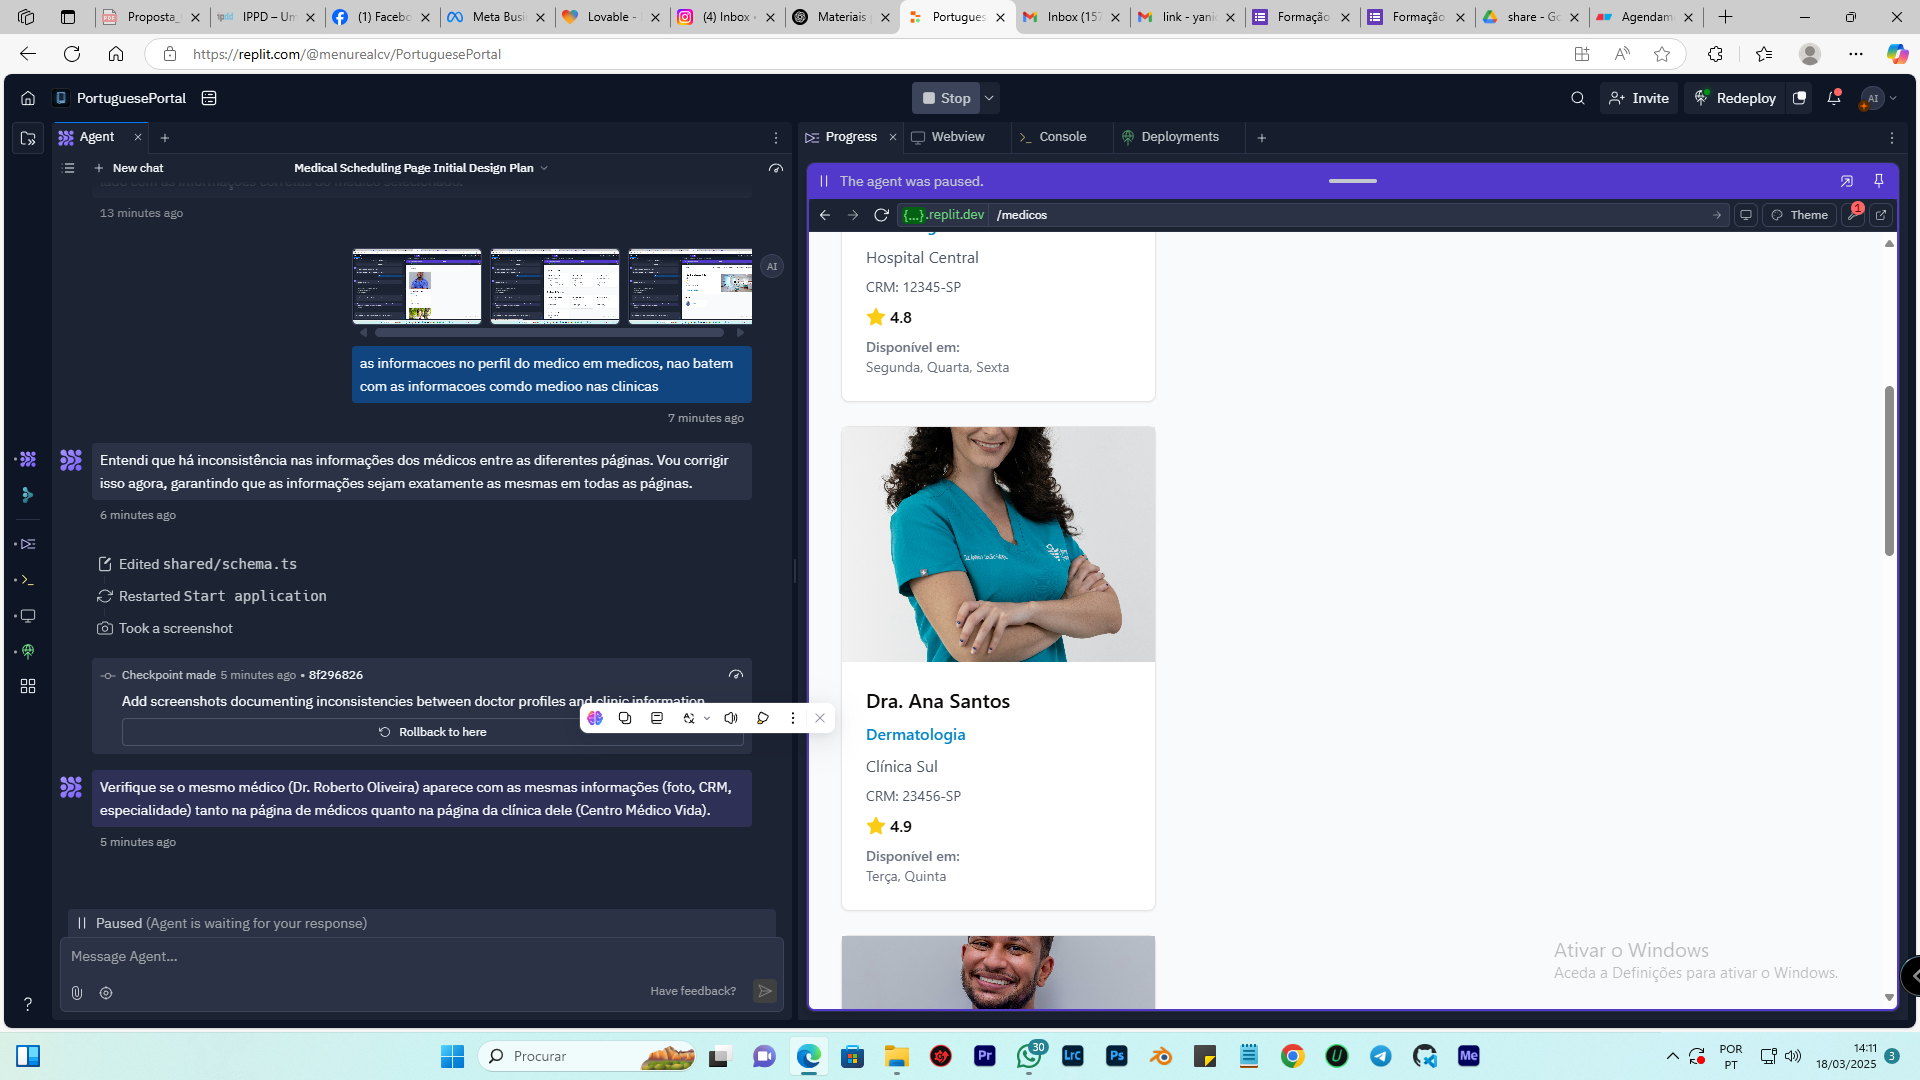 Proposta_
IPPD – Un
(1) Facebo
Meta Busi
Lovable -
(4) Inbox
Materiais
Portugues
Inbox (157
link - yani
Formação
Formação
share - Go
Agendam
https://replit.com/@menurealcv/PortuguesePortal
PortuguesePortal
Stop
Invite
Redeploy
AI
Agent
Progress
Webview
Console
Deployments
New chat
Medical Scheduling Page Initial Design Plan
13 minutes ago
AI
as informacoes no perfil do medico em medicos, nao batem
com as informacoes comdo medioo nas clinicas
7 minutes ago
Entendi que há inconsistência nas informações dos médicos entre as diferentes páginas. Vou corrigir
isso agora, garantindo que as informações sejam exatamente as mesmas em todas as páginas.
6 minutes ago
Edited shared/schema.ts
Restarted Start application
Took a screenshot
Checkpoint made 5 minutes ago • 8f296826
Add screenshots documenting inconsistencies between doctor profiles and clinic information
Rollback to here
Verifique se o mesmo médico (Dr. Roberto Oliveira) aparece com as mesmas informações (foto, CRM,
especialidade) tanto na página de médicos quanto na página da clínica dele (Centro Médico Vida).
5 minutes ago
Paused (Agent is waiting for your response)
Message Agent...
Have feedback?
The agent was paused.
{...}.replit.dev
/medicos
Theme
1
Hospital Central
CRM: 12345-SP
4.8
Disponível em:
Segunda, Quarta, Sexta
Dra. Ana Santos
Dermatologia
Clínica Sul
CRM: 23456-SP
4.9
Disponível em:
Terça, Quinta
Ativar o Windows
Aceda a Definições para ativar o Windows.
Procurar
Pr
30
LrC
Ps
Me
POR
PT
14:11
18/03/2025
3